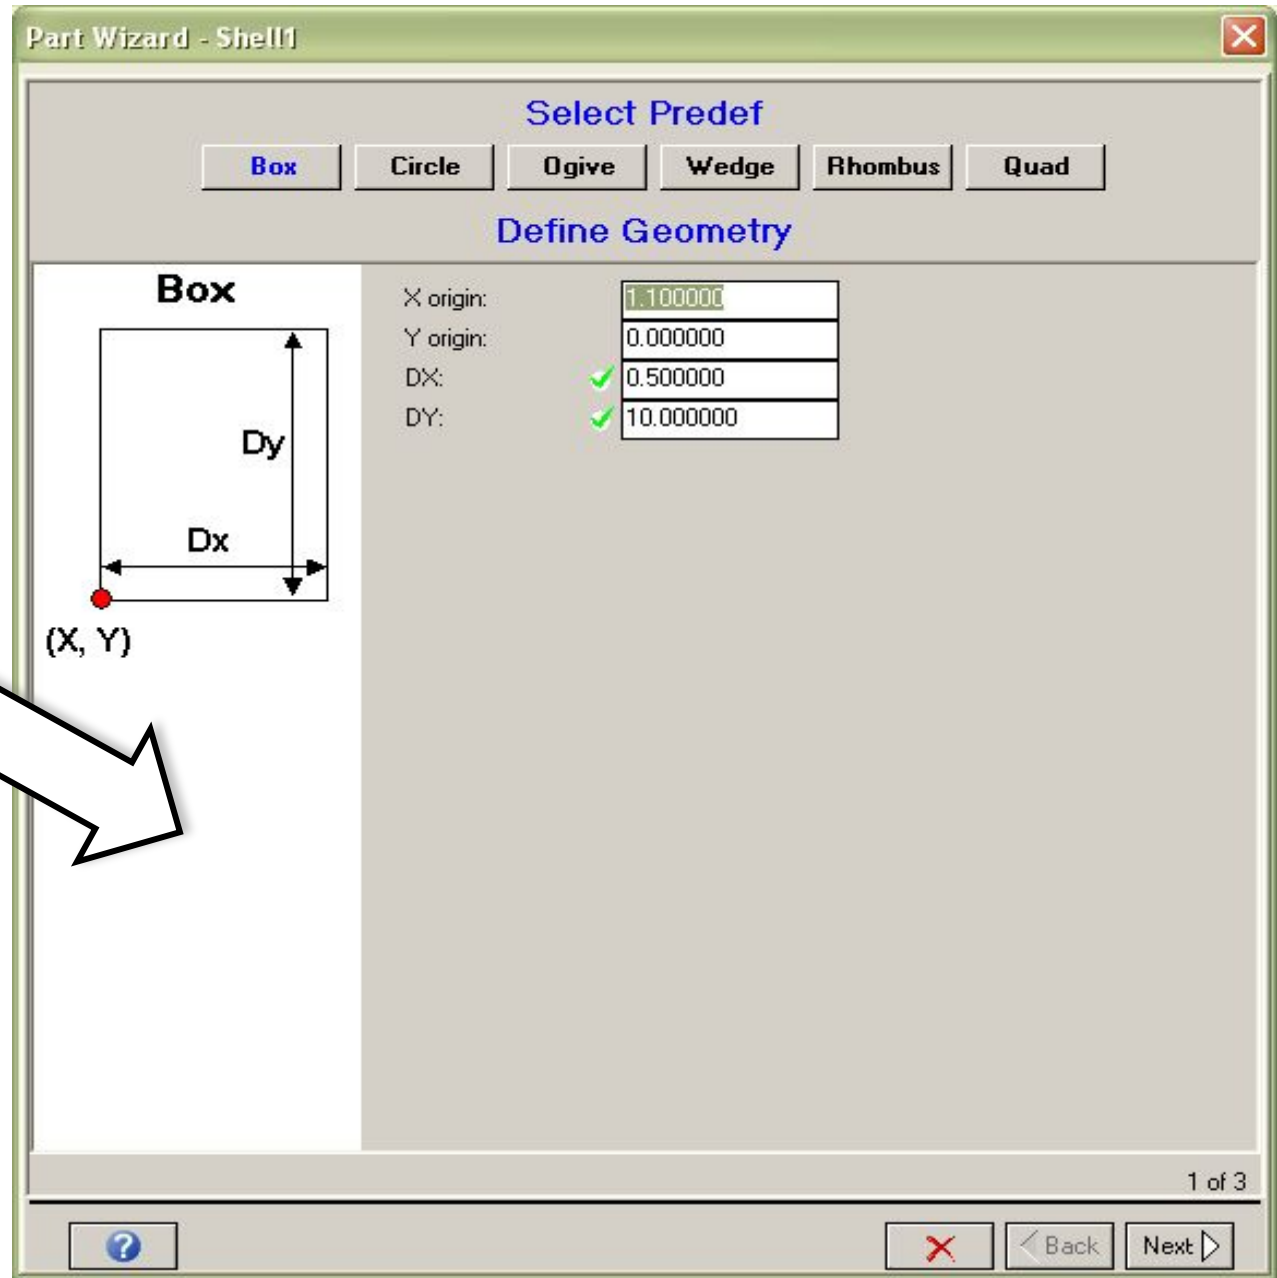 Part Wizard - Shell1
Select Predef
Box Circle Ogive Wedge Rhombus Quad
Define Geometry
Box
Dy
Dx
(X, Y)
X origin: 1.100000
Y origin: 0.000000
DX: 0.500000
DY: 10.000000
1 of 3
? Back Next